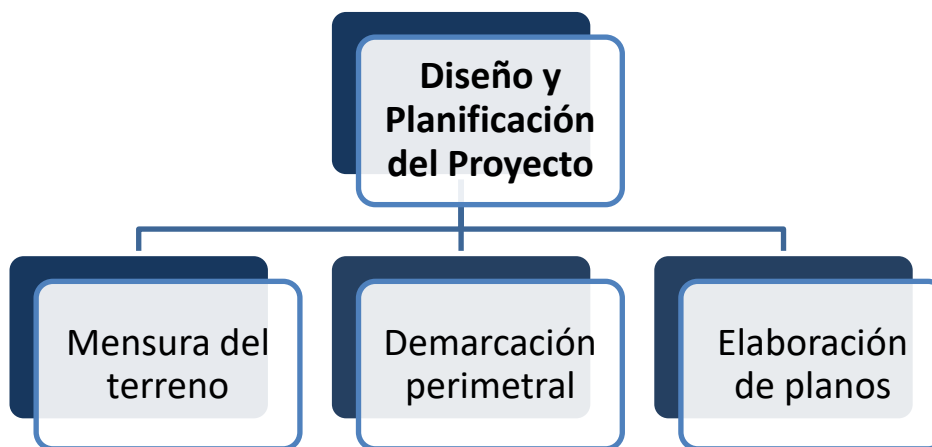 Diseño y
Planificación
del Proyecto
Mensura del
terreno
Demarcación
perimetral
Elaboración
de planos